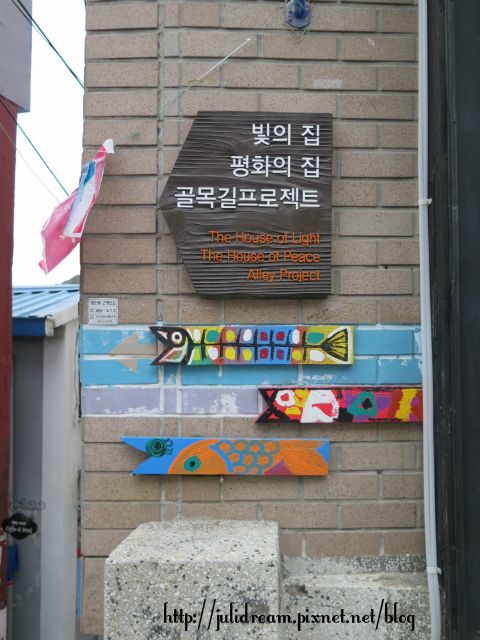 빛의 집
평화의 집
골목길프로젝트
The House of Light
The House of Peace
Alley Project
http://julidream.pixnet.net/blog